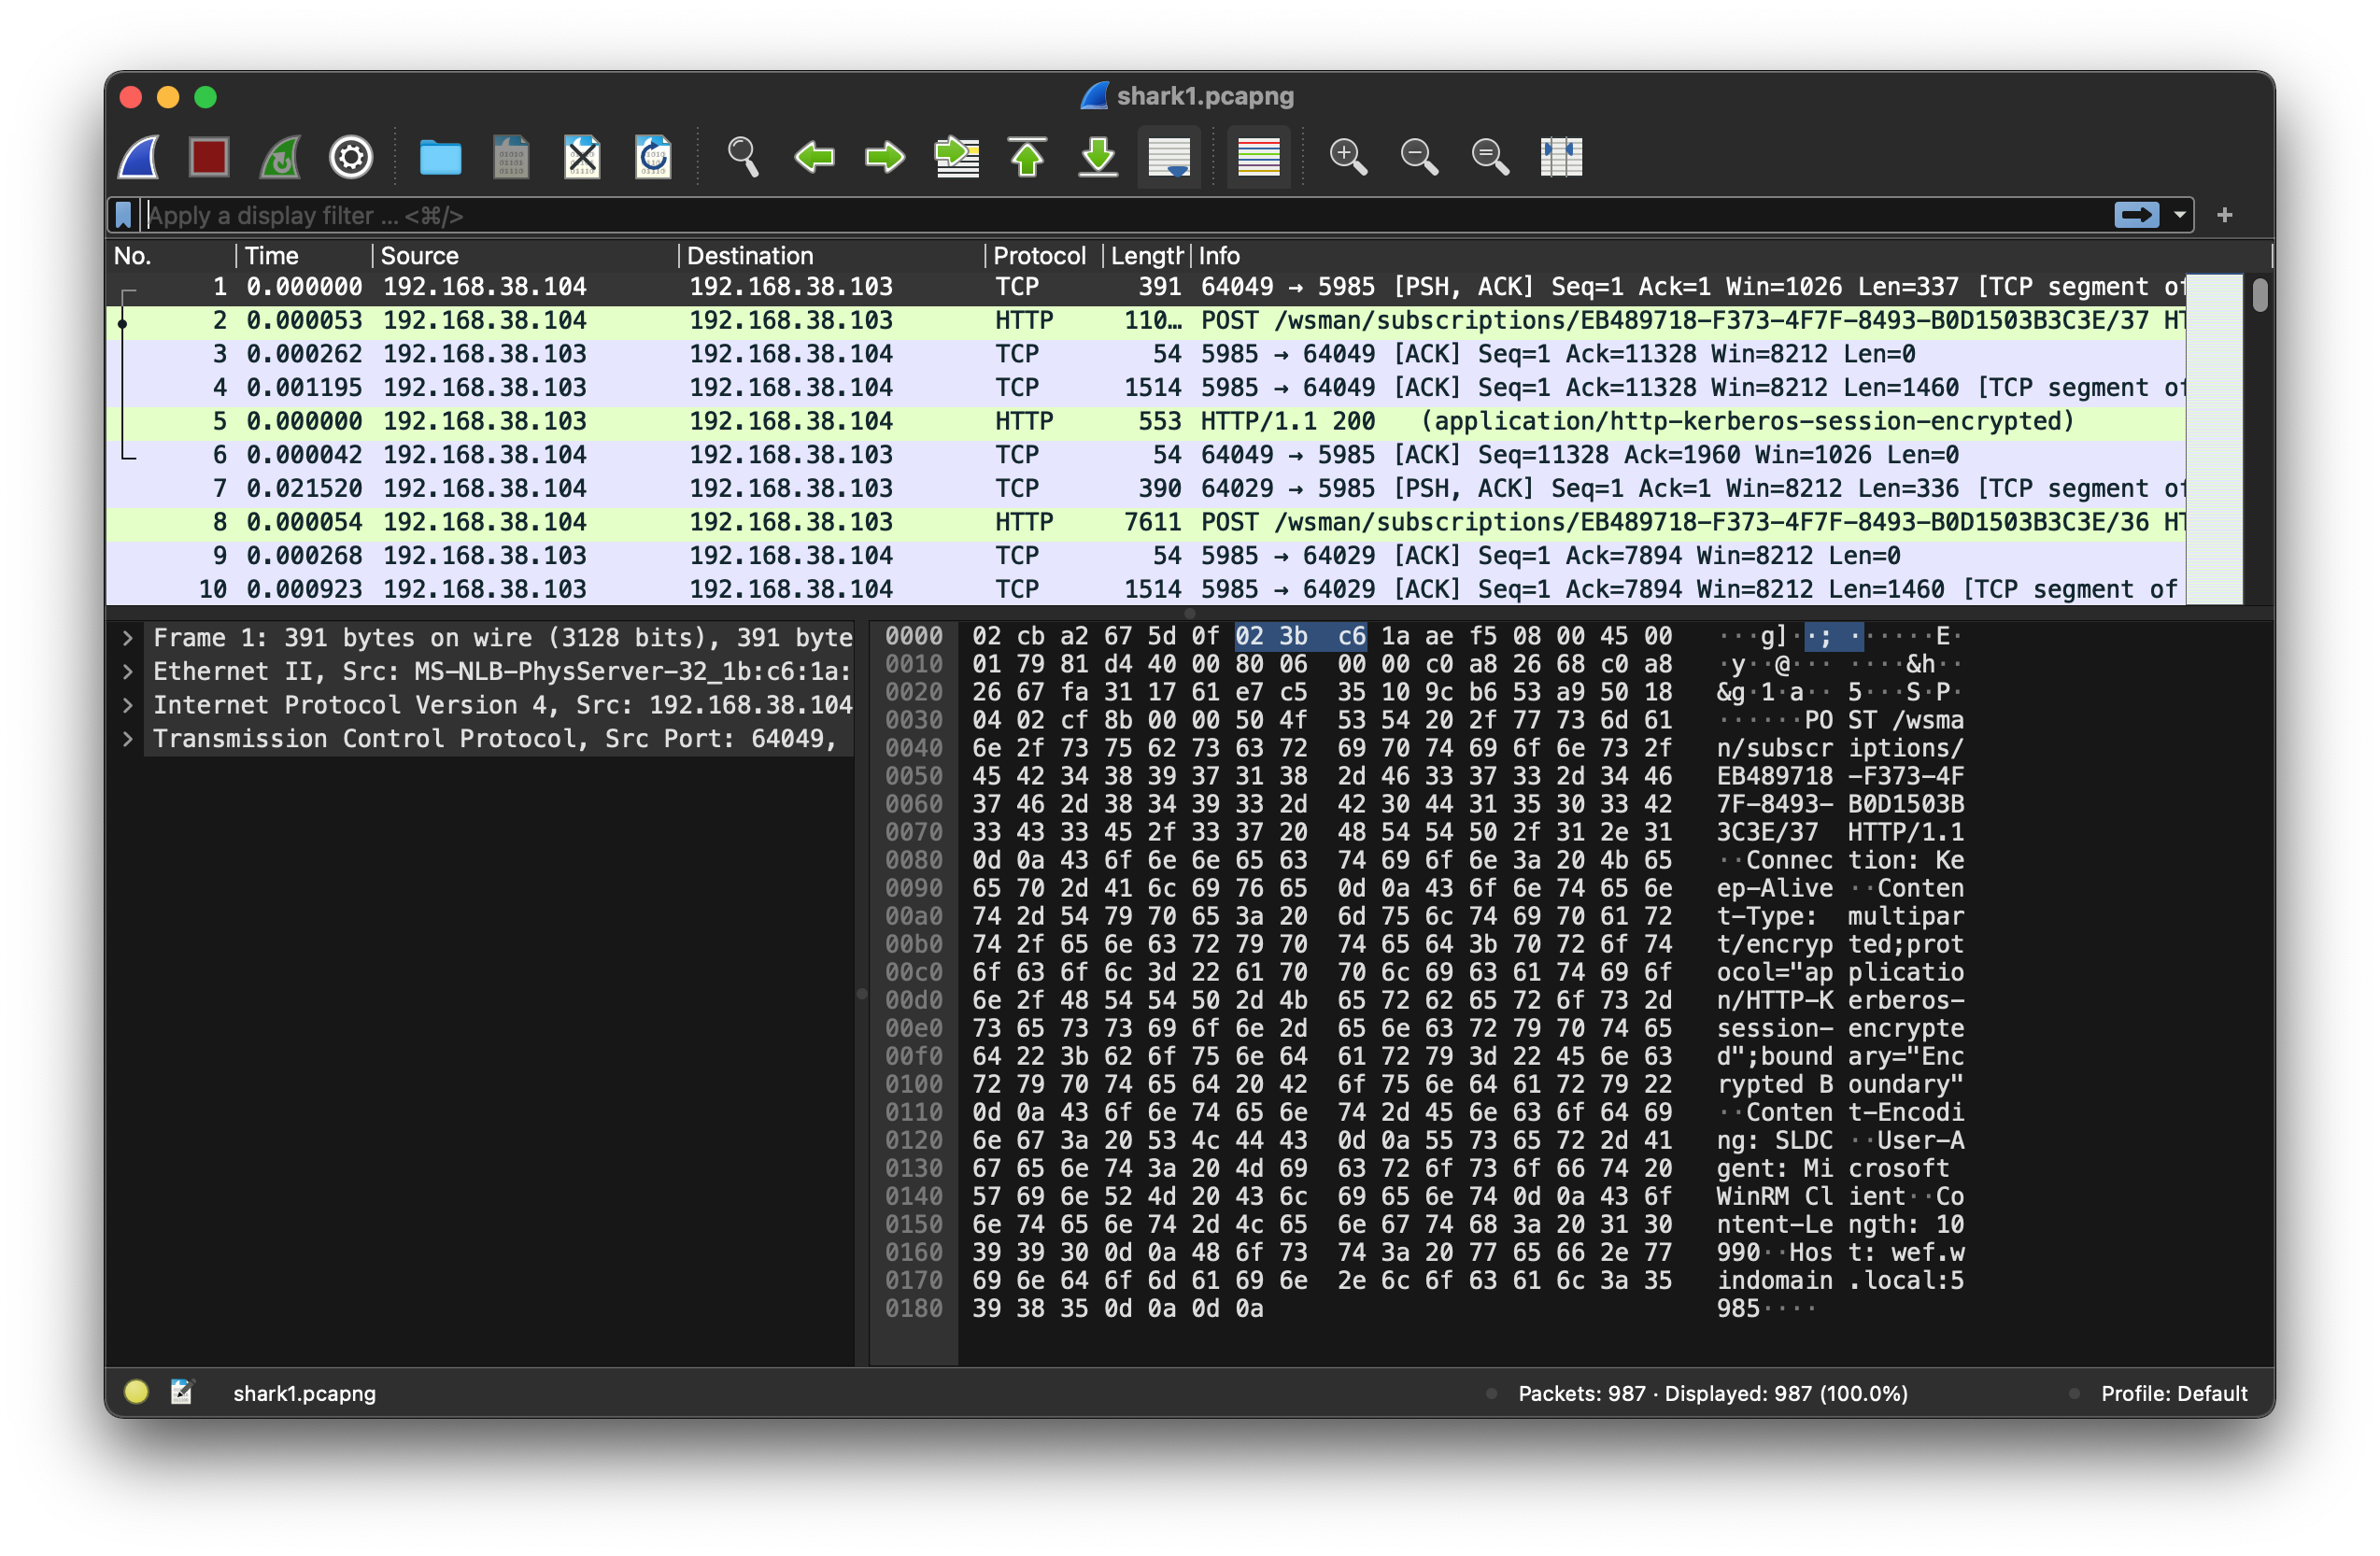 shark1.pcapng
Apply a display filter ... <⌘/>
No. Time Source Destination Protocol Length Info
1 0.000000 192.168.38.104 192.168.38.103 TCP 391 64049 → 5985 [PSH, ACK] Seq=1 Ack=1 Win=1026 Len=337 [TCP segment of
2 0.000053 192.168.38.104 192.168.38.103 HTTP 110… POST /wsman/subscriptions/EB489718-F373-4F7F-8493-B0D1503B3C3E/37 HT
3 0.000262 192.168.38.103 192.168.38.104 TCP 54 5985 → 64049 [ACK] Seq=1 Ack=11328 Win=8212 Len=0
4 0.001195 192.168.38.103 192.168.38.104 TCP 1514 5985 → 64049 [ACK] Seq=1 Ack=11328 Win=8212 Len=1460 [TCP segment of
5 0.000000 192.168.38.103 192.168.38.104 HTTP 553 HTTP/1.1 200 (application/http-kerberos-session-encrypted)
6 0.000042 192.168.38.104 192.168.38.103 TCP 54 64049 → 5985 [ACK] Seq=11328 Ack=1960 Win=1026 Len=0
7 0.021520 192.168.38.104 192.168.38.103 TCP 390 64029 → 5985 [PSH, ACK] Seq=1 Ack=1 Win=8212 Len=336 [TCP segment of
8 0.000054 192.168.38.104 192.168.38.103 HTTP 7611 POST /wsman/subscriptions/EB489718-F373-4F7F-8493-B0D1503B3C3E/36 HT
9 0.000268 192.168.38.103 192.168.38.104 TCP 54 5985 → 64029 [ACK] Seq=1 Ack=7894 Win=8212 Len=0
10 0.000923 192.168.38.103 192.168.38.104 TCP 1514 5985 → 64029 [ACK] Seq=1 Ack=7894 Win=8212 Len=1460 [TCP segment of
Frame 1: 391 bytes on wire (3128 bits), 391 byte
Ethernet II, Src: MS-NLB-PhysServer-32_1b:c6:1a:
Internet Protocol Version 4, Src: 192.168.38.104
Transmission Control Protocol, Src Port: 64049,
0000 02 cb a2 67 5d 0f 02 3b c6 1a ae f5 08 00 45 00 ···g]··; ······E·
0010 01 79 81 d4 40 00 80 06 00 00 c0 a8 26 68 c0 a8 ·y··@··· ····&h··
0020 26 67 fa 31 17 61 e7 c5 35 10 9c b6 53 a9 50 18 &g·1·a·· 5···S·P·
0030 04 02 cf 8b 00 00 50 4f 53 54 20 2f 77 73 6d 61 ······PO ST /wsma
0040 6e 2f 73 75 62 73 63 72 69 70 74 69 6f 6e 73 2f n/subscr iptions/
0050 45 42 34 38 39 37 31 38 2d 46 33 37 33 2d 34 46 EB489718 -F373-4F
0060 37 46 2d 38 34 39 33 2d 42 30 44 31 35 30 33 42 7F-8493- B0D1503B
0070 33 43 33 45 2f 33 37 20 48 54 54 50 2f 31 2e 31 3C3E/37 HTTP/1.1
0080 0d 0a 43 6f 6e 6e 65 63 74 69 6f 6e 3a 20 4b 65 ··Connec tion: Ke
0090 65 70 2d 41 6c 69 76 65 0d 0a 43 6f 6e 74 65 6e ep-Alive ··Conten
00a0 74 2d 54 79 70 65 3a 20 6d 75 6c 74 69 70 61 72 t-Type: multipar
00b0 74 2f 65 6e 63 72 79 70 74 65 64 3b 70 72 6f 74 t/encryp ted;prot
00c0 6f 63 6f 6c 3d 22 61 70 70 6c 69 63 61 74 69 6f ocol="ap plicatio
00d0 6e 2f 48 54 54 50 2d 4b 65 72 62 65 72 6f 73 2d n/HTTP-K erberos-
00e0 73 65 73 73 69 6f 6e 2d 65 6e 63 72 79 70 74 65 session- encrypte
00f0 64 22 3b 62 6f 75 6e 64 61 72 79 3d 22 45 6e 63 d";bound ary="Enc
0100 72 79 70 74 65 64 20 42 6f 75 6e 64 61 72 79 22 rypted B oundary"
0110 0d 0a 43 6f 6e 74 65 6e 74 2d 45 6e 63 6f 64 69 ··Conten t-Encodi
0120 6e 67 3a 20 53 4c 44 43 0d 0a 55 73 65 72 2d 41 ng: SLDC ··User-A
0130 67 65 6e 74 3a 20 4d 69 63 72 6f 73 6f 66 74 20 gent: Mi crosoft
0140 57 69 6e 52 4d 20 43 6c 69 65 6e 74 0d 0a 43 6f WinRM Cl ient··Co
0150 6e 74 65 6e 74 2d 4c 65 6e 67 74 68 3a 20 31 30 ntent-Le ngth: 10
0160 39 39 30 0d 0a 48 6f 73 74 3a 20 77 65 66 2e 77 990··Hos t: wef.w
0170 69 6e 64 6f 6d 61 69 6e 2e 6c 6f 63 61 6c 3a 35 indomain .local:5
0180 39 38 35 0d 0a 0d 0a 985····
shark1.pcapng Packets: 987 · Displayed: 987 (100.0%) Profile: Default